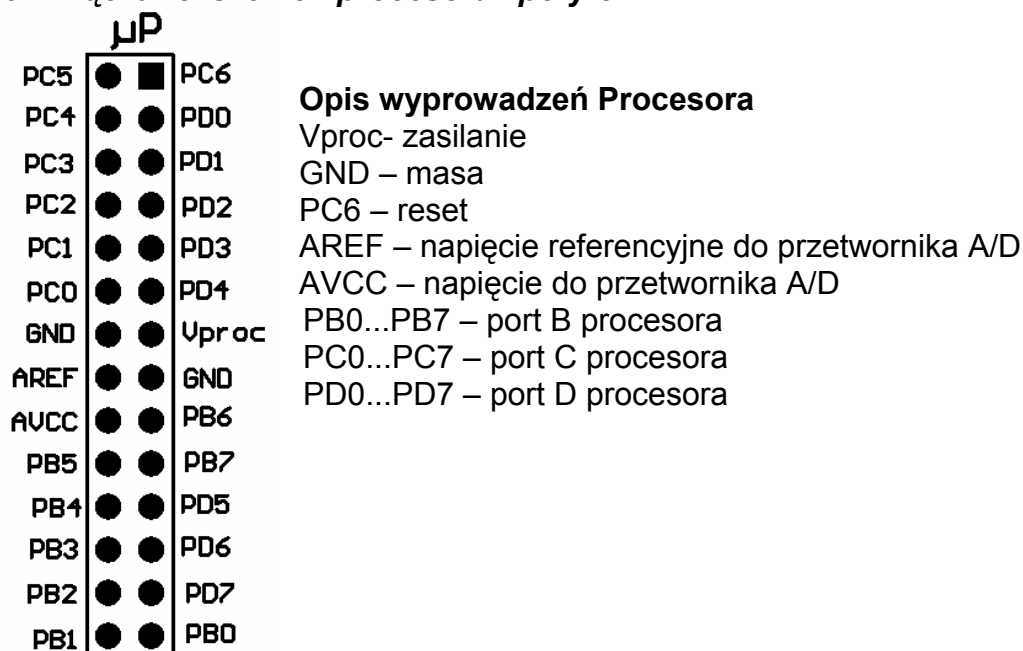 µP
PC5 PC6
PC4 PD0
PC3 PD1
PC2 PD2
PC1 PD3
PC0 PD4
GND Vproc
AREF GND
AVCC PB6
PB5 PB7
PB4 PD5
PB3 PD6
PB2 PD7
PB1 PB0
Opis wyprowadzeń Procesora
Vproc- zasilanie
GND – masa
PC6 – reset
AREF – napięcie referencyjne do przetwornika A/D
AVCC – napięcie do przetwornika A/D
PB0...PB7 – port B procesora
PC0...PC7 – port C procesora
PD0...PD7 – port D procesora